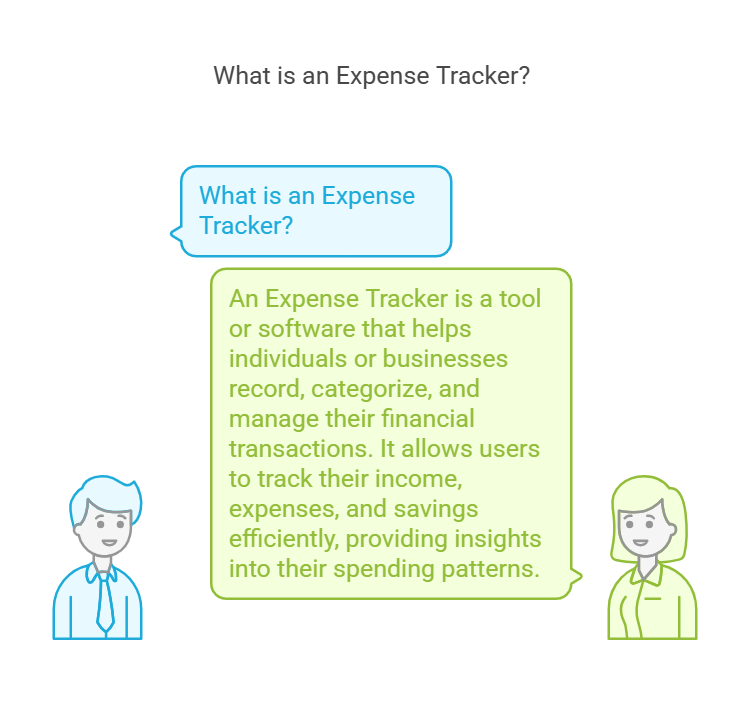 What is an Expense Tracker?
What is an Expense
Tracker?
An Expense Tracker is a tool
or software that helps
individuals or businesses
record, categorize, and
manage their financial
transactions. It allows users
to track their income,
expenses, and savings
efficiently, providing insights
into their spending patterns.